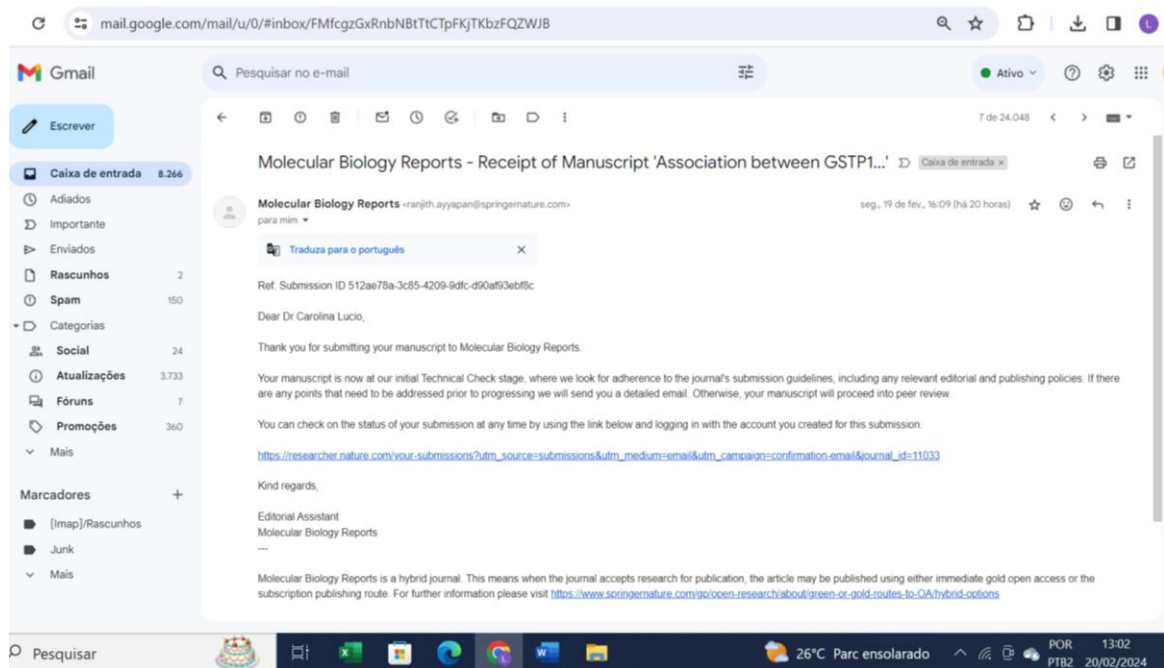 mail.google.com/mail/u/0/#inbox/FMfcgzGxRnbNBtTtCTpFKjTKbzFQZWJB
L
Gmail
Pesquisar no e-mail
Ativo
Escrever
7 de 24.048
Molecular Biology Reports - Receipt of Manuscript 'Association between GSTP1...'
Caixa de entrada x
Caixa de entrada 8.266
Adiados
Importante
Enviados
Rascunhos 2
Spam 150
Categorias
Social 24
Atualizações 3.733
Fóruns 7
Promoções 360
Mais
Marcadores +
[Imap]/Rascunhos
Junk
Mais
Molecular Biology Reports <ranjith.ayyapan@springernature.com>
seg., 19 de fev., 16:09 (há 20 horas)
para mim
Traduza para o português
Ref: Submission ID 512ae78a-3c85-4209-9dfc-d90af93ebf8c
Dear Dr Carolina Lucio,
Thank you for submitting your manuscript to Molecular Biology Reports.
Your manuscript is now at our initial Technical Check stage, where we look for adherence to the journal's submission guidelines, including any relevant editorial and publishing policies. If there
are any points that need to be addressed prior to progressing we will send you a detailed email. Otherwise, your manuscript will proceed into peer review.
You can check on the status of your submission at any time by using the link below and logging in with the account you created for this submission:
https://researcher.nature.com/your-submissions?utm_source=submissions&utm_medium=email&utm_campaign=confirmation-email&journal_id=11033
Kind regards,
Editorial Assistant
Molecular Biology Reports
---
Molecular Biology Reports is a hybrid journal. This means when the journal accepts research for publication, the article may be published using either immediate gold open access or the
subscription publishing route. For further information please visit https://www.springernature.com/gp/open-research/about/green-or-gold-routes-to-OA/hybrid-options
Pesquisar
26°C Parc ensolarado
POR
PTB2
13:02
20/02/2024